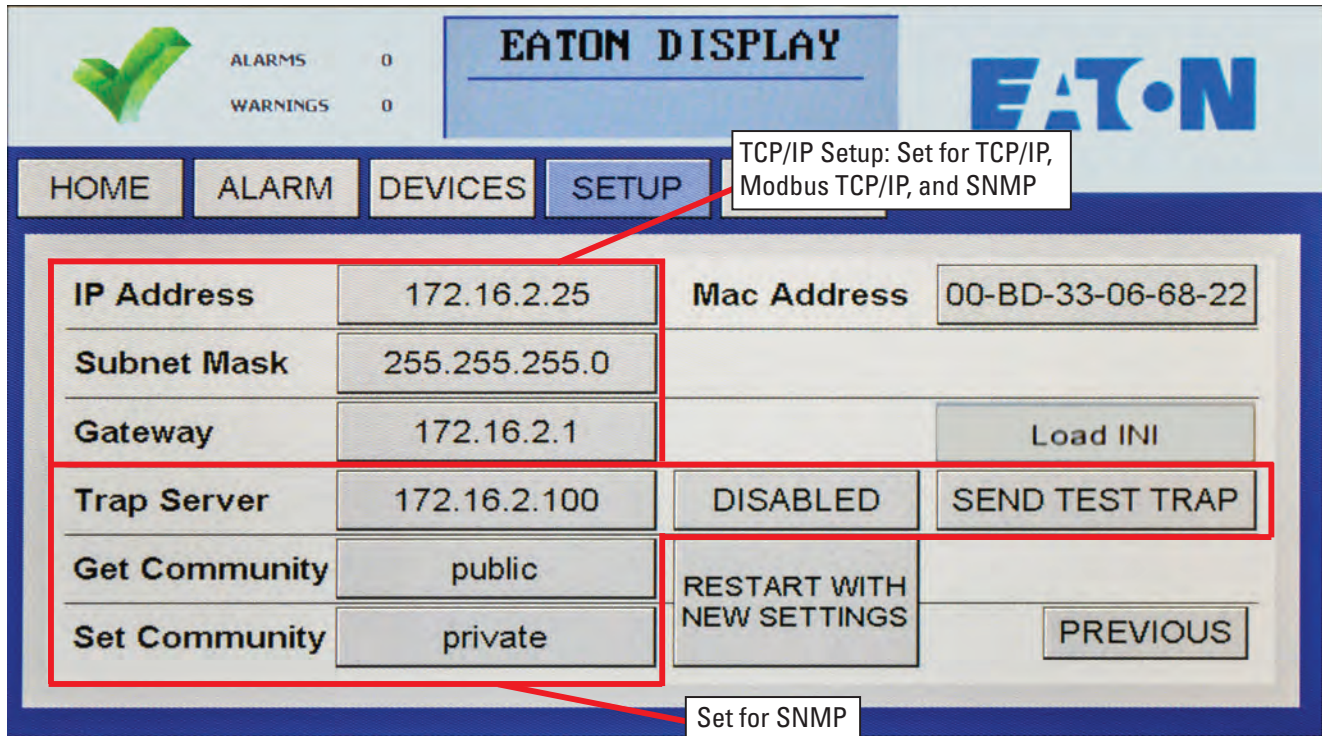 ALARMS 0
WARNINGS 0
EATON DISPLAY
EATON
TCP/IP Setup: Set for TCP/IP,
Modbus TCP/IP, and SNMP
HOME ALARM DEVICES SETUP
IP Address 172.16.2.25 Mac Address 00-BD-33-06-68-22
Subnet Mask 255.255.255.0
Gateway 172.16.2.1 Load INI
Trap Server 172.16.2.100 DISABLED SEND TEST TRAP
Get Community public
RESTART WITH
NEW SETTINGS
Set Community private
PREVIOUS
Set for SNMP